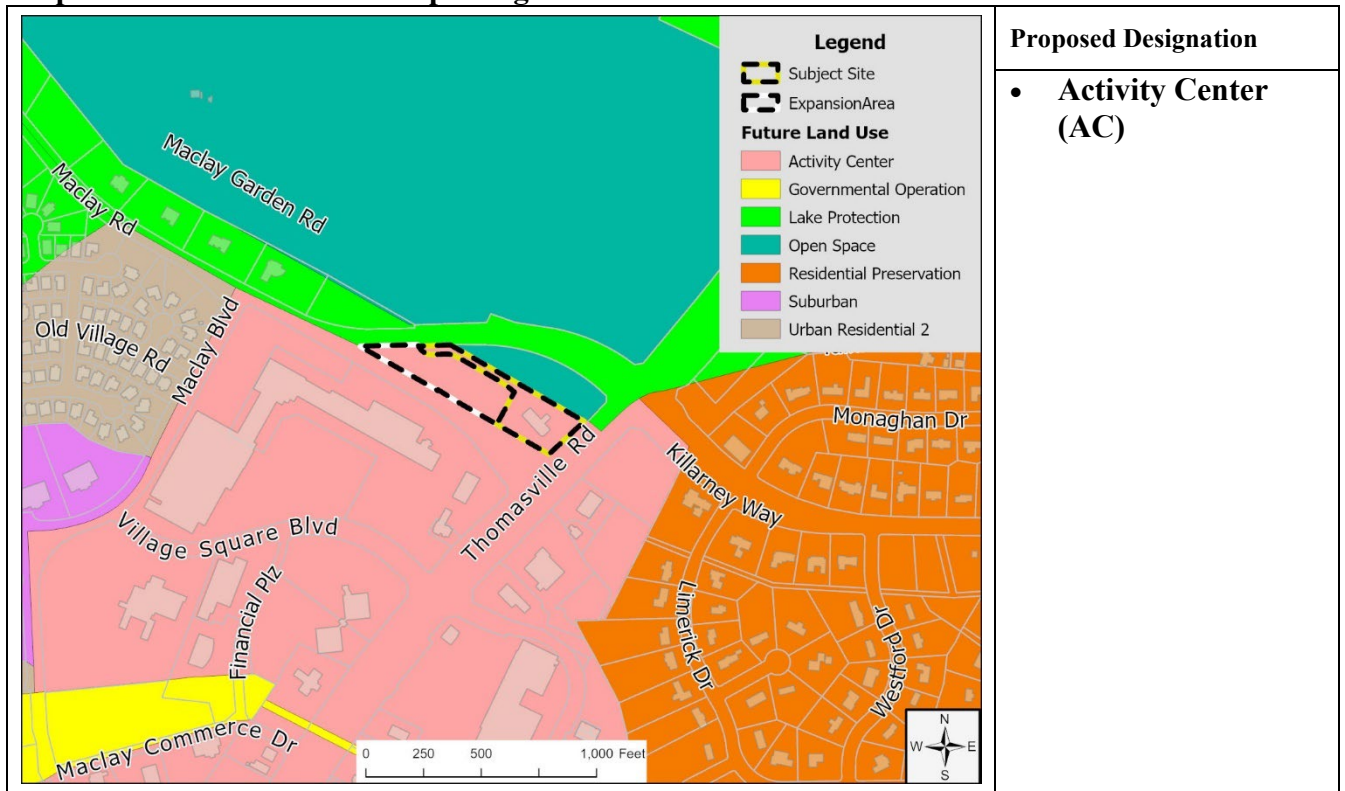 Legend
Subject Site
ExpansionArea
Future Land Use
Activity Center
Governmental Operation
Lake Protection
Open Space
Residential Preservation
Suburban
Urban Residential 2
Proposed Designation
• Activity Center
(AC)
Maclay Garden Rd
Maclay Rd
Old Village Rd
Maclay Blvd
Monaghan Dr
Killarney Way
Thomasville Rd
Village Square Blvd
Financial Plz
Limerick Dr
Westford Dr
Maclay Commerce Dr
0 250 500 1,000 Feet
N
W E
S